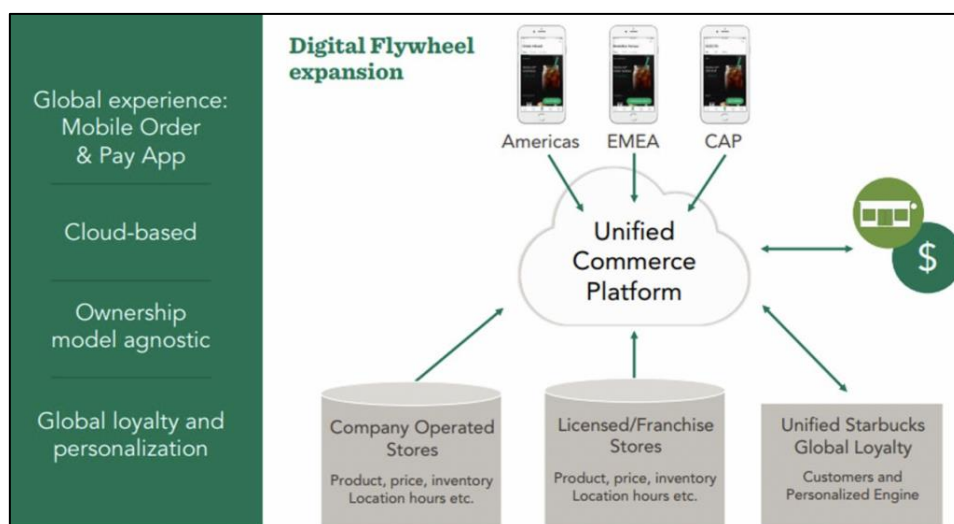 Global experience:
Mobile Order
& Pay App
Cloud-based
Ownership
model agnostic
Global loyalty and
personalization
Digital Flywheel
expansion
Americas
EMEA
CAP
Unified
Commerce
Platform
$
Company Operated
Stores
Product, price, inventory
Location hours etc.
Licensed/Franchise
Stores
Product, price, inventory
Location hours etc.
Unified Starbucks
Global Loyalty
Customers and
Personalized Engine